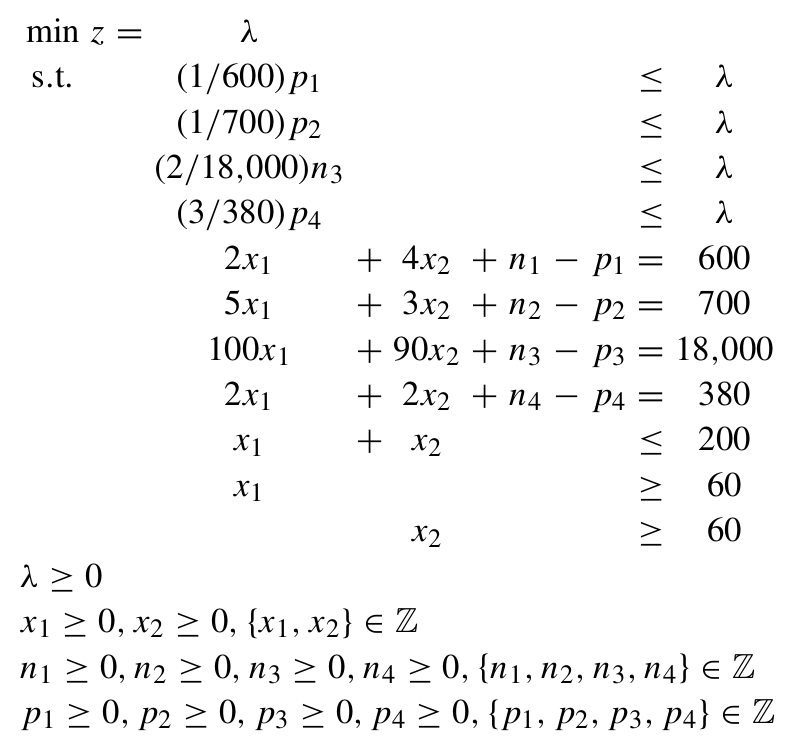 min z = λ
s.t. (1/600)p₁ ≤ λ
(1/700)p₂ ≤ λ
(2/18,000)n₃ ≤ λ
(3/380)p₄ ≤ λ
2x₁ + 4x₂ + n₁ − p₁ = 600
5x₁ + 3x₂ + n₂ − p₂ = 700
100x₁ + 90x₂ + n₃ − p₃ = 18,000
2x₁ + 2x₂ + n₄ − p₄ = 380
x₁ + x₂ ≤ 200
x₁ ≥ 60
x₂ ≥ 60
λ ≥ 0
x₁ ≥ 0, x₂ ≥ 0, {x₁, x₂} ∈ ℤ
n₁ ≥ 0, n₂ ≥ 0, n₃ ≥ 0, n₄ ≥ 0, {n₁, n₂, n₃, n₄} ∈ ℤ
p₁ ≥ 0, p₂ ≥ 0, p₃ ≥ 0, p₄ ≥ 0, {p₁, p₂, p₃, p₄} ∈ ℤ